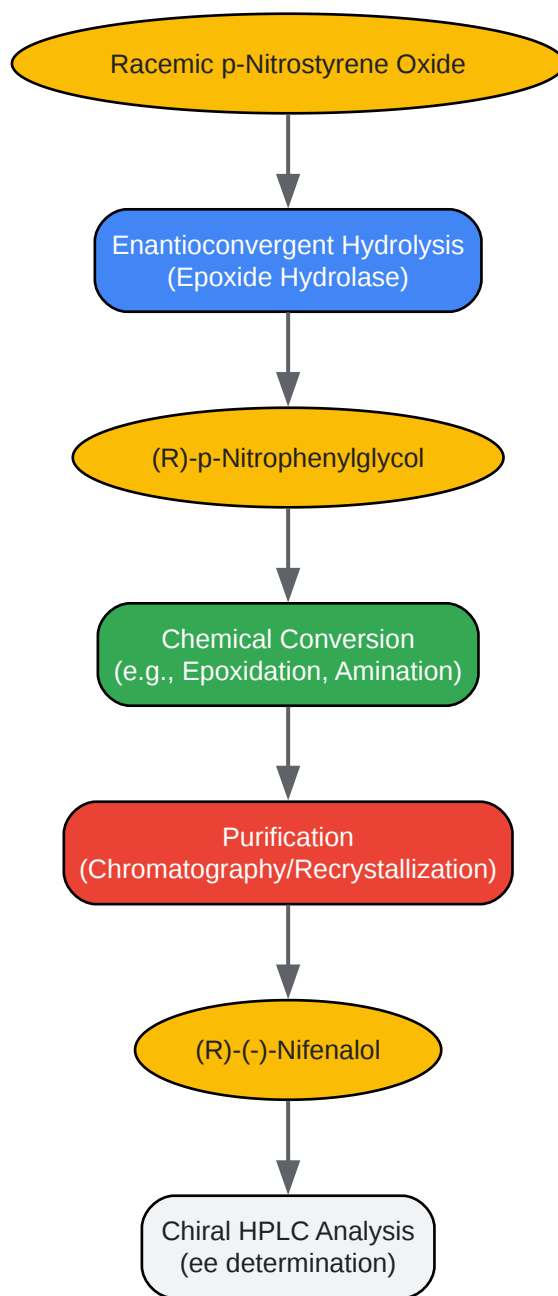 Racemic p-Nitrostyrene Oxide
Enantioconvergent Hydrolysis
(Epoxide Hydrolase)
(R)-p-Nitrophenylglycol
Chemical Conversion
(e.g., Epoxidation, Amination)
Purification
(Chromatography/Recrystallization)
(R)-(-)-Nifenalol
Chiral HPLC Analysis
(ee determination)